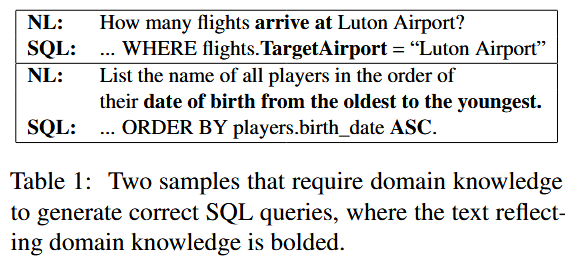 NL: How many flights arrive at Luton Airport?
SQL: ... WHERE flights.TargetAirport = “Luton Airport”
NL: List the name of all players in the order of
their date of birth from the oldest to the youngest.
SQL: ... ORDER BY players.birth_date ASC.
Table 1: Two samples that require domain knowledge
to generate correct SQL queries, where the text reflect-
ing domain knowledge is bolded.